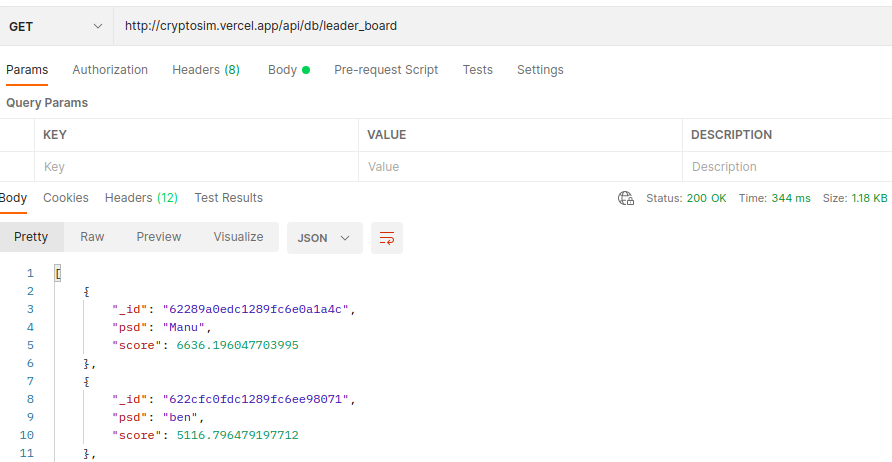 GET http://cryptosim.vercel.app/api/db/leader_board
Params Authorization Headers (8) Body Pre-request Script Tests Settings
Query Params
KEY VALUE DESCRIPTION
Key Value Description
Body Cookies Headers (12) Test Results Status: 200 OK Time: 344 ms Size: 1.18 KB
Pretty Raw Preview Visualize JSON
1 [
2 {
3 "_id": "62289a0edc1289fc6e0a1a4c",
4 "psd": "Manu",
5 "score": 6636.196047703995
6 },
7 {
8 "_id": "622cfc0fdc1289fc6ee98071",
9 "psd": "ben",
10 "score": 5116.796479197712
11 },